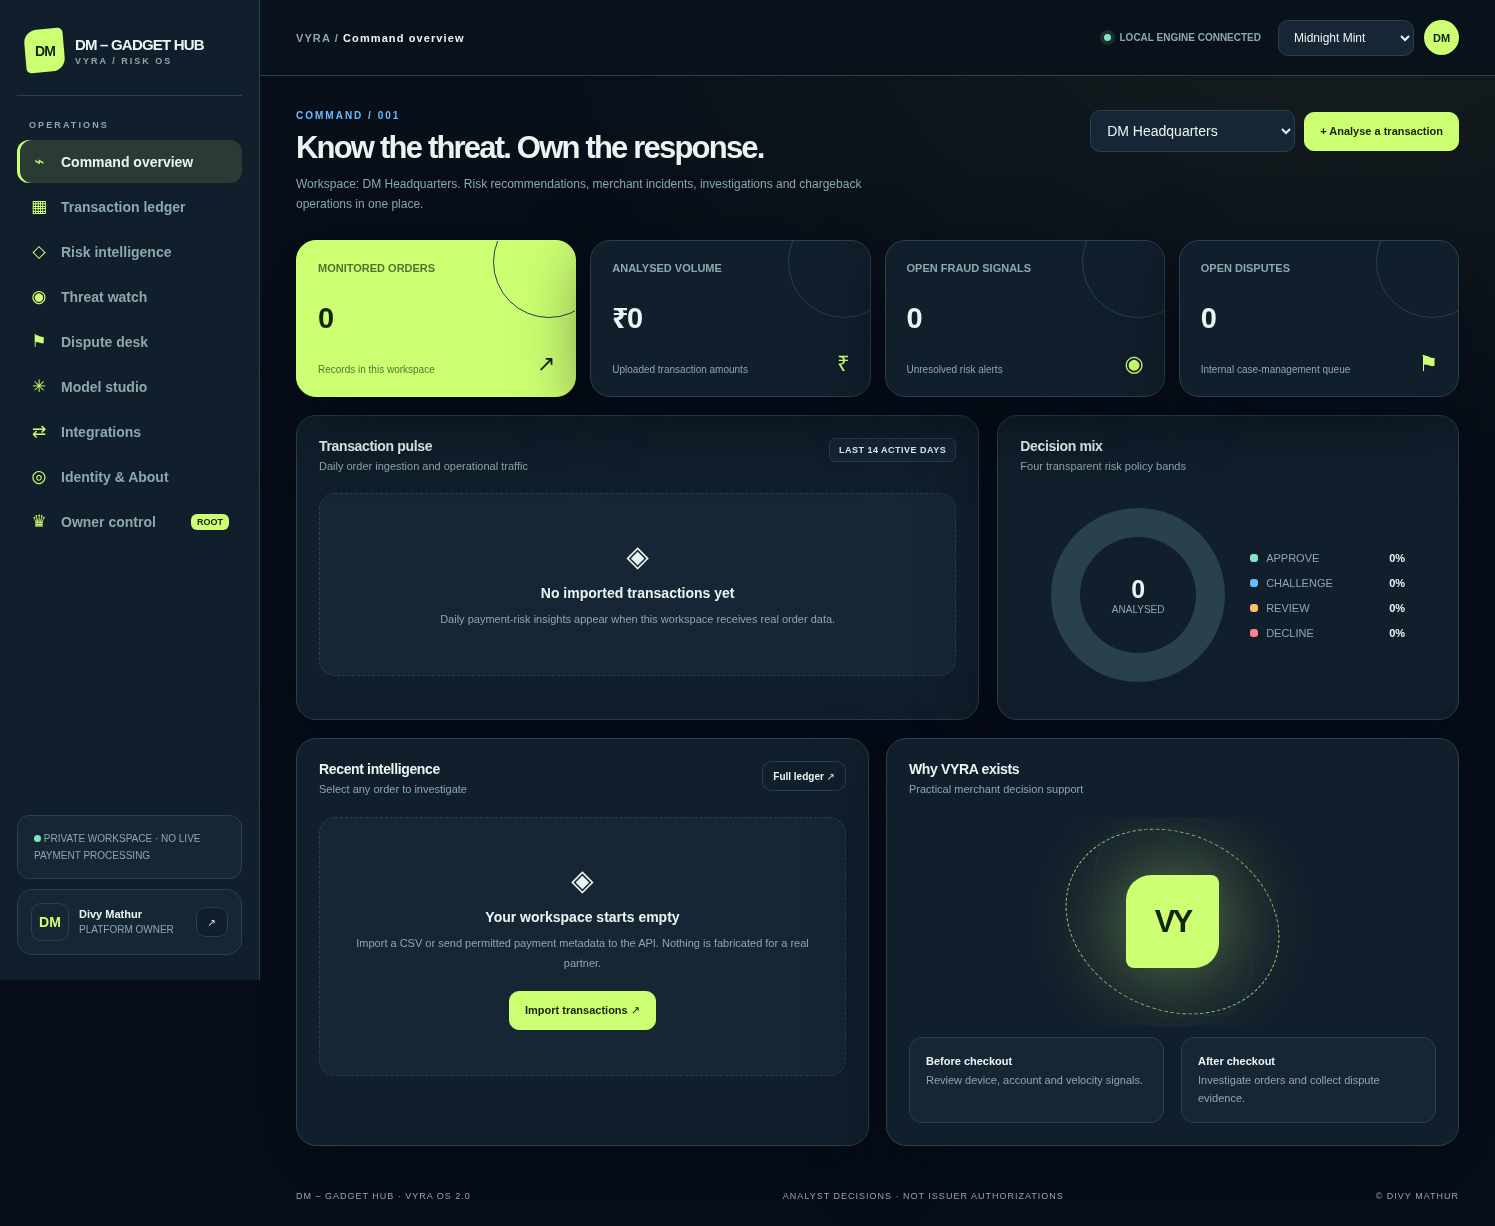 DM
DM – GADGET HUB
VYRA / RISK OS
OPERATIONS
Command overview
Transaction ledger
Risk intelligence
Threat watch
Dispute desk
Model studio
Integrations
Identity & About
Owner control
ROOT
PRIVATE WORKSPACE · NO LIVE
PAYMENT PROCESSING
DM
Divy Mathur
PLATFORM OWNER
↗
VYRA / Command overview
LOCAL ENGINE CONNECTED
Midnight Mint
DM
COMMAND / 001
Know the threat. Own the response.
Workspace: DM Headquarters. Risk recommendations, merchant incidents, investigations and chargeback
operations in one place.
DM Headquarters
+ Analyse a transaction
MONITORED ORDERS
0
Records in this workspace
↗
ANALYSED VOLUME
₹0
Uploaded transaction amounts
₹
OPEN FRAUD SIGNALS
0
Unresolved risk alerts
OPEN DISPUTES
0
Internal case-management queue
Transaction pulse
Daily order ingestion and operational traffic
LAST 14 ACTIVE DAYS
No imported transactions yet
Daily payment-risk insights appear when this workspace receives real order data.
Decision mix
Four transparent risk policy bands
0
ANALYSED
APPROVE 0%
CHALLENGE 0%
REVIEW 0%
DECLINE 0%
Recent intelligence
Select any order to investigate
Full ledger ↗
Your workspace starts empty
Import a CSV or send permitted payment metadata to the API. Nothing is fabricated for a real
partner.
Import transactions ↗
Why VYRA exists
Practical merchant decision support
VY
Before checkout
Review device, account and velocity signals.
After checkout
Investigate orders and collect dispute
evidence.
DM – GADGET HUB · VYRA OS 2.0
ANALYST DECISIONS · NOT ISSUER AUTHORIZATIONS
© DIVY MATHUR